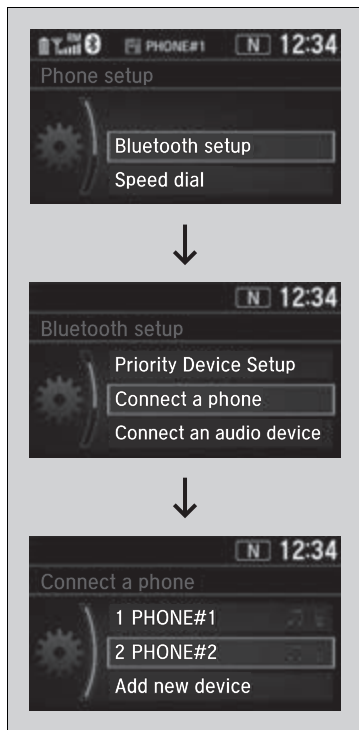 PHONE#1 N 12:34
Phone setup
Bluetooth setup
Speed dial
N 12:34
Bluetooth setup
Priority Device Setup
Connect a phone
Connect an audio device
N 12:34
Connect a phone
1 PHONE#1
2 PHONE#2
Add new device